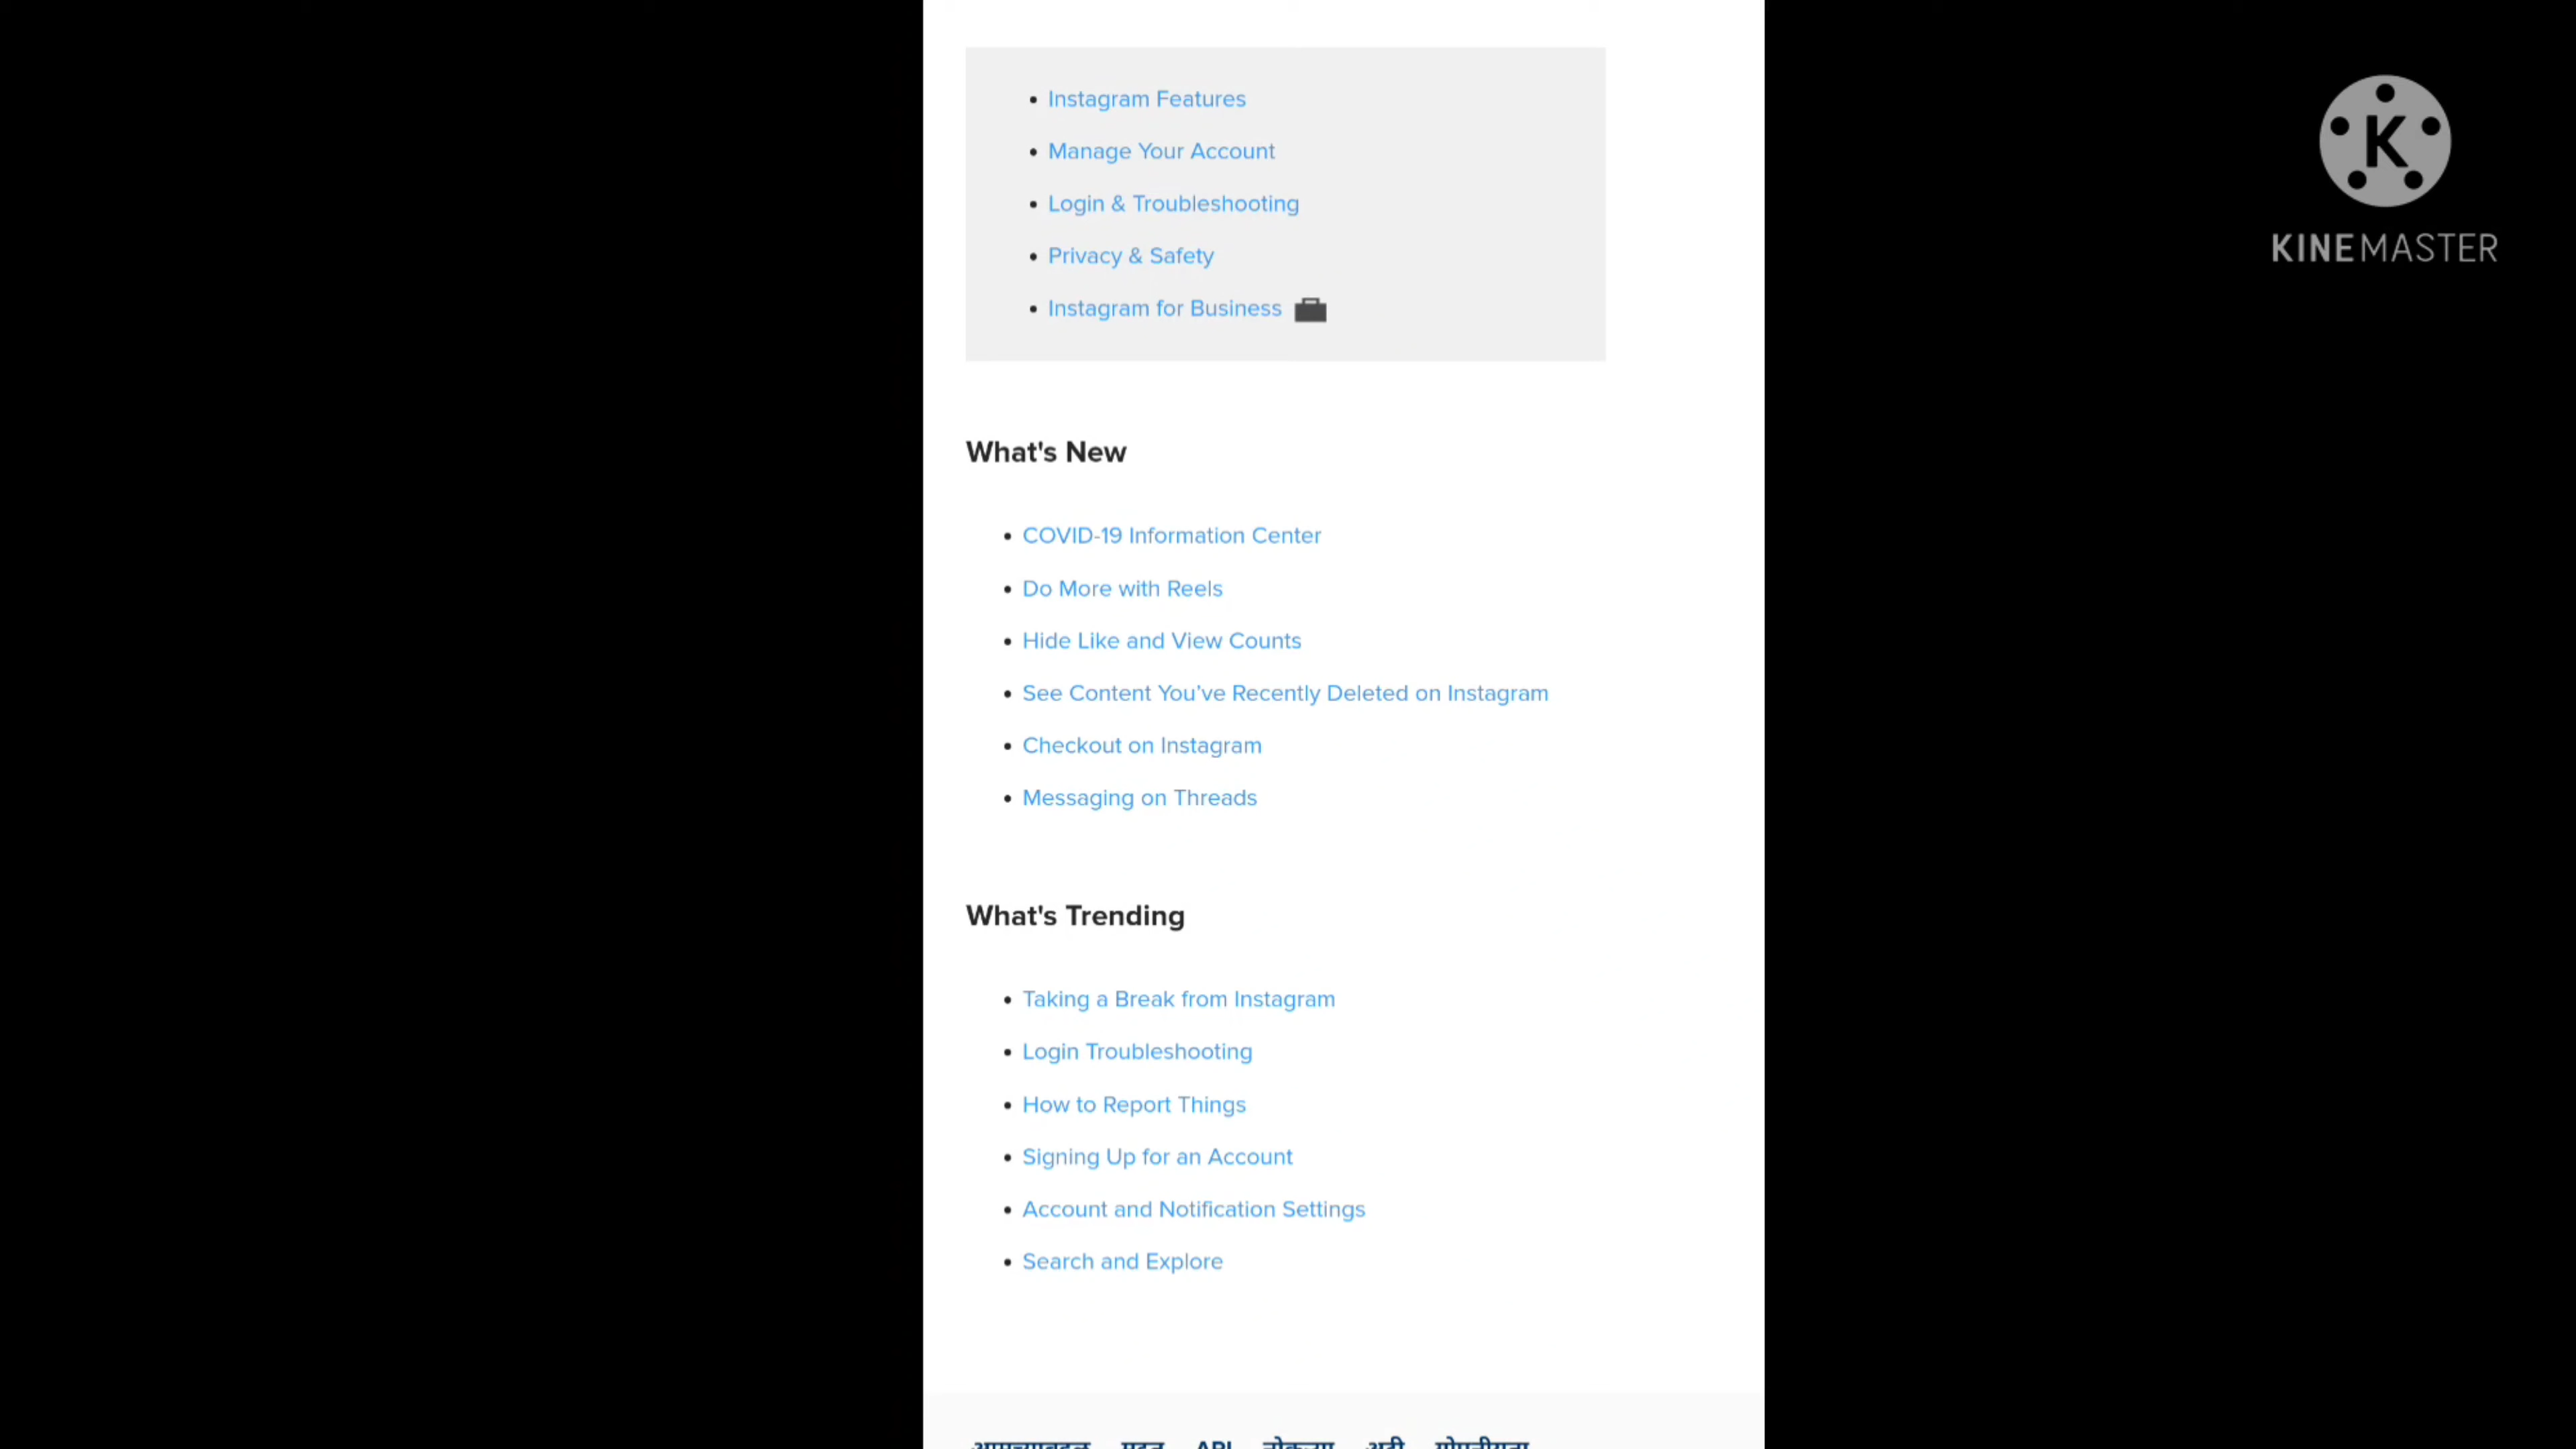 Instagram Features
Manage Your Account
Login & Troubleshooting
Privacy & Safety
Instagram for Business
What's New
COVID-19 Information Center
Do More with Reels
Hide Like and View Counts
See Content You’ve Recently Deleted on Instagram
Checkout on Instagram
Messaging on Threads
What's Trending
Taking a Break from Instagram
Login Troubleshooting
How to Report Things
Signing Up for an Account
Account and Notification Settings
Search and Explore
API
K
KINEMASTER